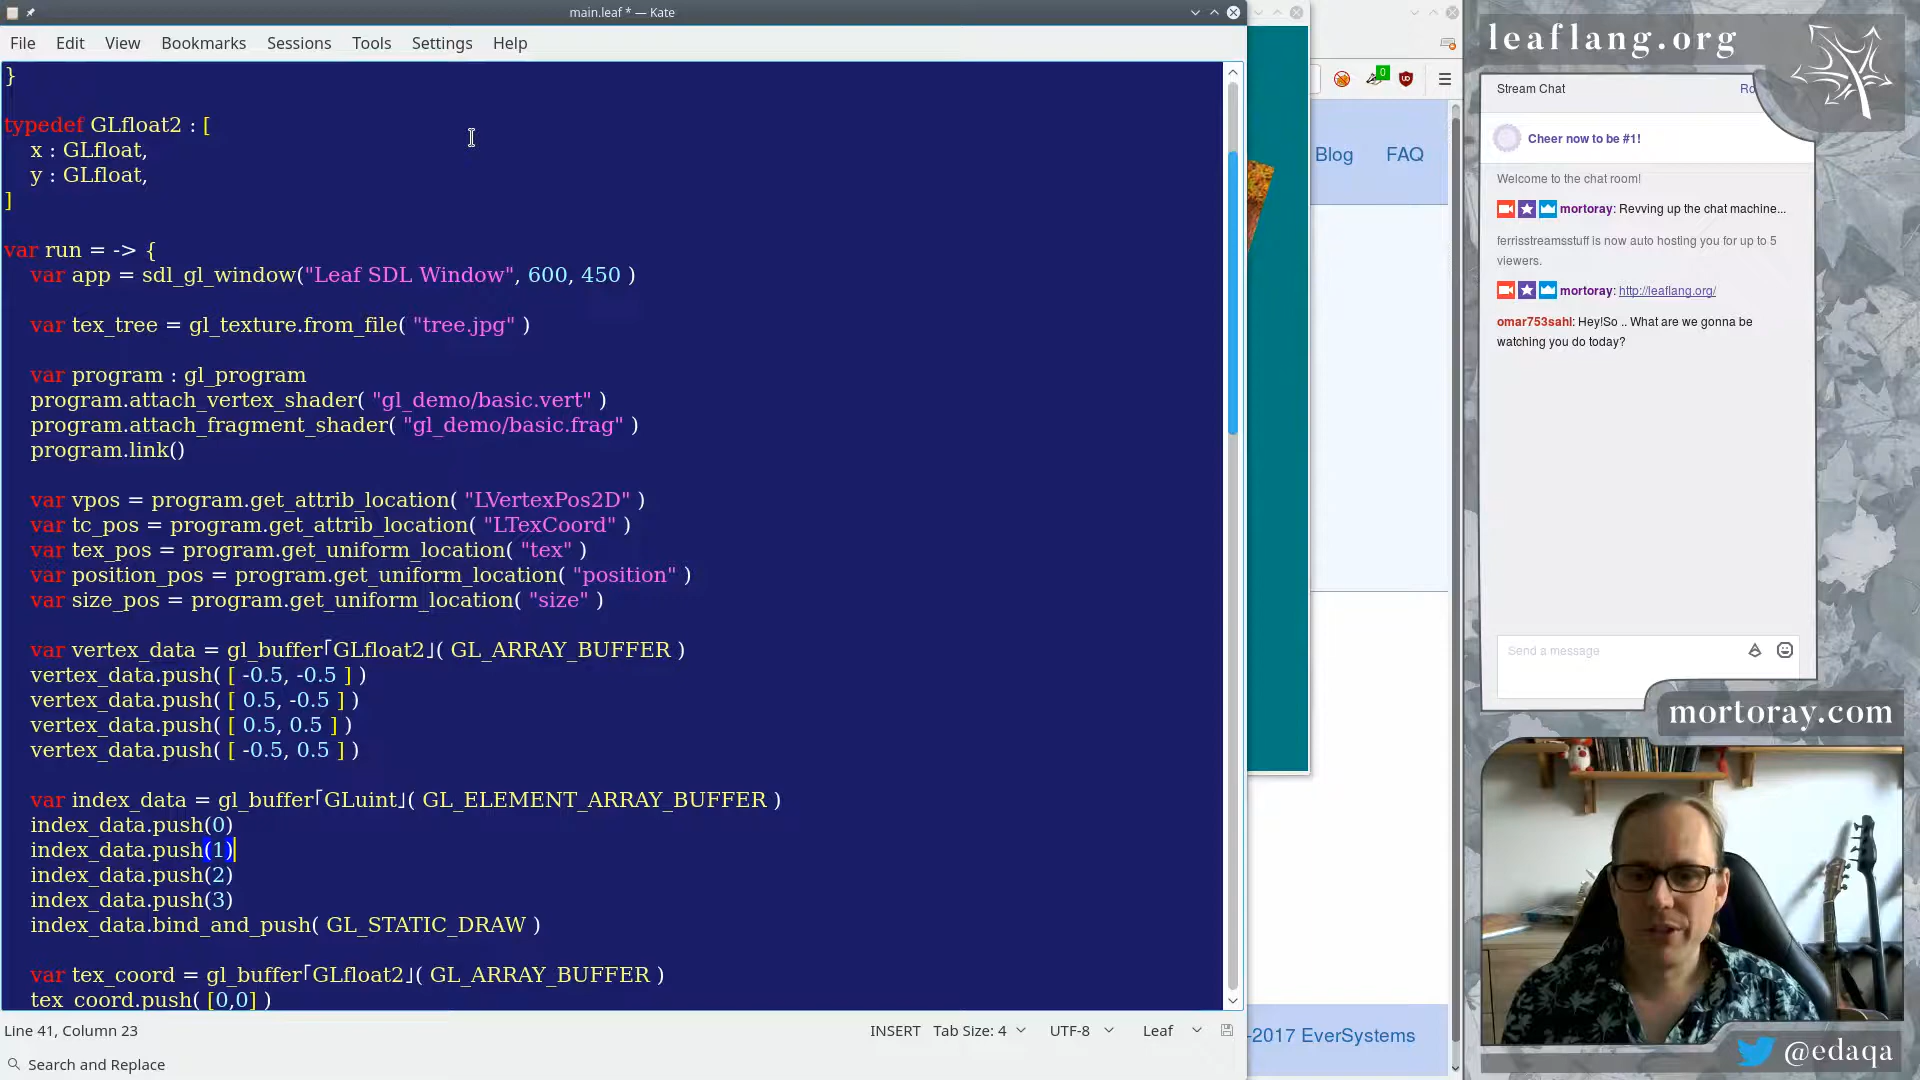 main.leaf * — Kate
File Edit View Bookmarks Sessions Tools Settings Help
}
typedef GLfloat2 : [
x : GLfloat,
y : GLfloat,
]
var run = -> {
var app = sdl_gl_window("Leaf SDL Window", 600, 450 )
var tex_tree = gl_texture.from_file( "tree.jpg" )
var program : gl_program
program.attach_vertex_shader( "gl_demo/basic.vert" )
program.attach_fragment_shader( "gl_demo/basic.frag" )
program.link()
var vpos = program.get_attrib_location( "LVertexPos2D" )
var tc_pos = program.get_attrib_location( "LTexCoord" )
var tex_pos = program.get_uniform_location( "tex" )
var position_pos = program.get_uniform_location( "position" )
var size_pos = program.get_uniform_location( "size" )
var vertex_data = gl_buffer｢GLfloat2｣( GL_ARRAY_BUFFER )
vertex_data.push( [ -0.5, -0.5 ] )
vertex_data.push( [ 0.5, -0.5 ] )
vertex_data.push( [ 0.5, 0.5 ] )
vertex_data.push( [ -0.5, 0.5 ] )
var index_data = gl_buffer｢GLuint｣( GL_ELEMENT_ARRAY_BUFFER )
index_data.push(0)
index_data.push(1)
index_data.push(2)
index_data.push(3)
index_data.bind_and_push( GL_STATIC_DRAW )
var tex_coord = gl_buffer｢GLfloat2｣( GL_ARRAY_BUFFER )
tex_coord.push( [0,0] )
Line 41, Column 23 INSERT Tab Size: 4 UTF-8 Leaf
Search and Replace
0
Blog FAQ
-2017 EverSystems
leaflang.org
Stream Chat Ro
Cheer now to be #1!
Welcome to the chat room!
mortoray: Revving up the chat machine...
ferrisstreamsstuff is now auto hosting you for up to 5
viewers.
mortoray: http://leaflang.org/
omar753sahl: Hey!So .. What are we gonna be
watching you do today?
Send a message
mortoray.com
@edaqa